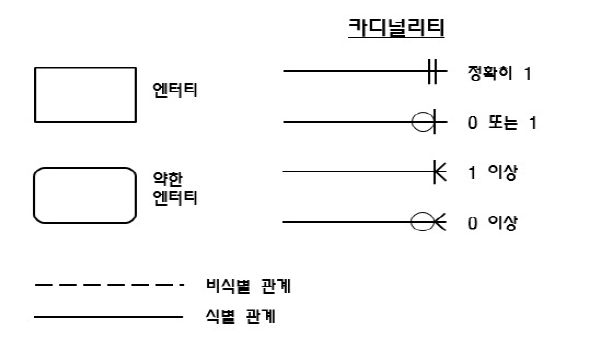 카디널리티
정확히 1
엔터티
0 또는 1
약한
엔터티
1 이상
0 이상
비식별 관계
식별 관계